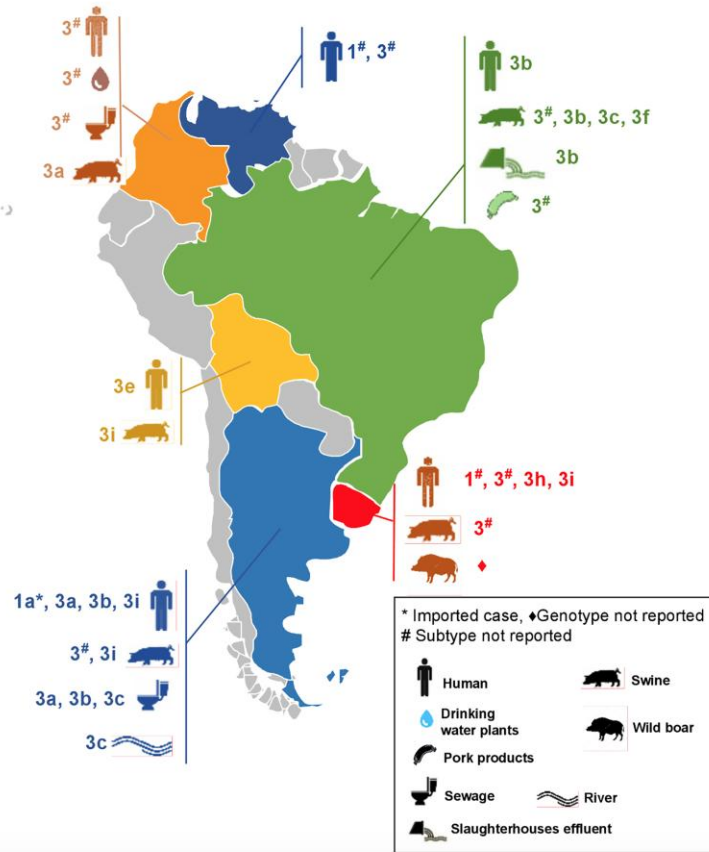 3#
3#
3#
3a
1#, 3#
3b
3#, 3b, 3c, 3f
3b
3#
3e
3i
1#, 3#, 3h, 3i
3#
♦
1a*, 3a, 3b, 3i
3#, 3i
3a, 3b, 3c
3c
* Imported case, ♦Genotype not reported
# Subtype not reported
Human
Swine
Drinking
water plants
Wild boar
Pork products
Sewage
River
Slaughterhouses effluent